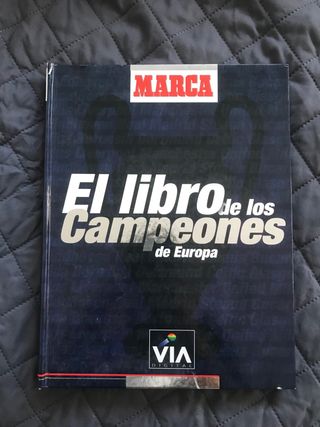 MARCA
El libro de los
Campeones
de Europa
VIA
DIGITAL